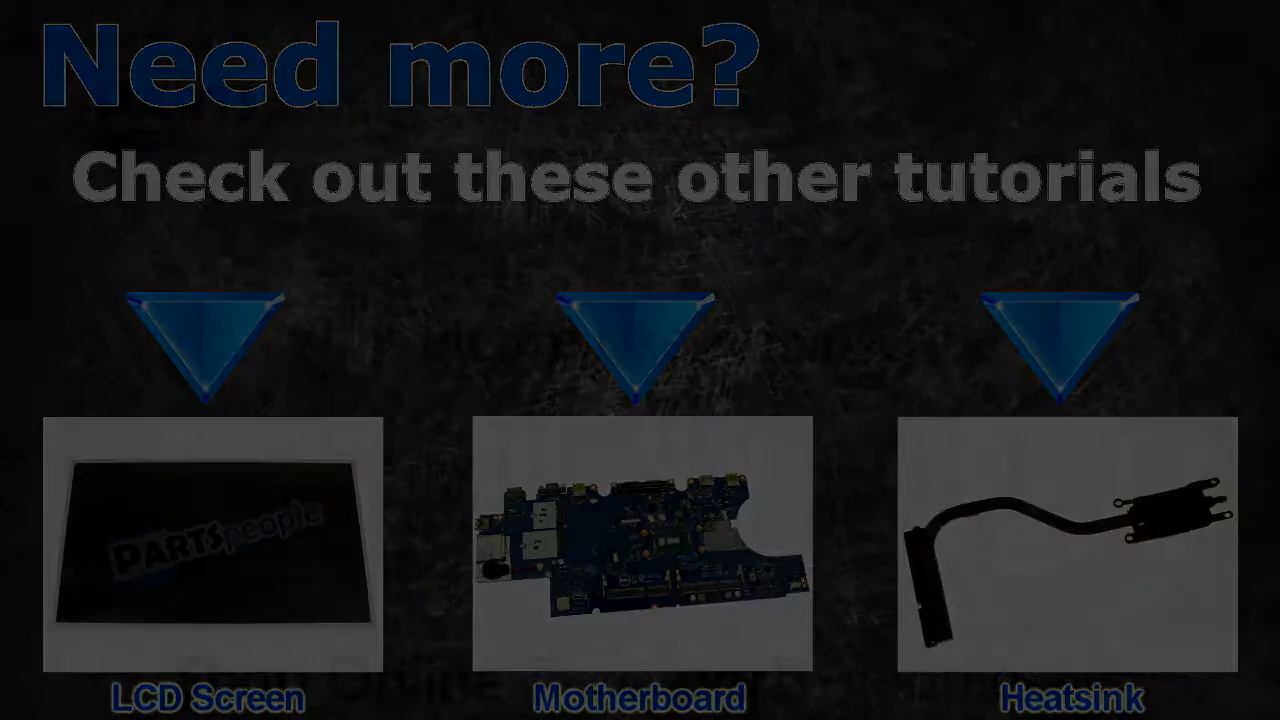 Need more?
Check out these other tutorials
PARTSpeople
LCD Screen
Motherboard
Heatsink